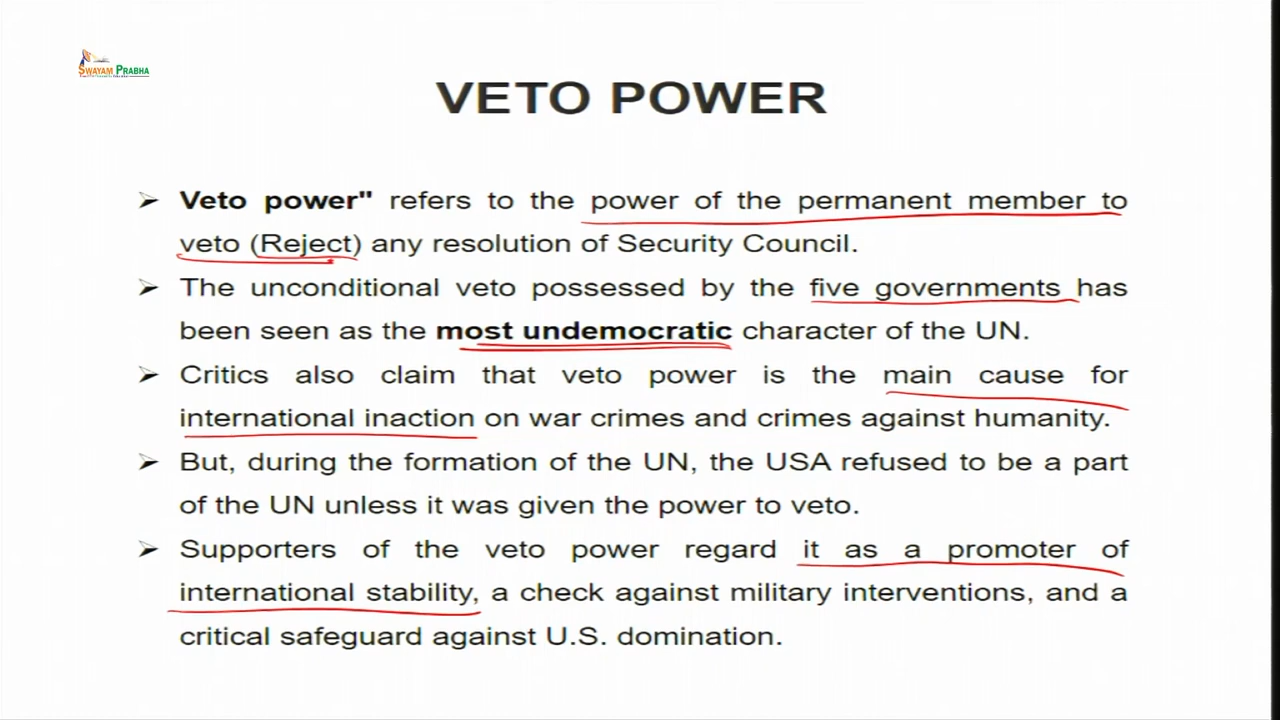 SWAYAM PRABHA
VETO POWER
➢ Veto power" refers to the power of the permanent member to
veto (Reject) any resolution of Security Council.
➢ The unconditional veto possessed by the five governments has
been seen as the most undemocratic character of the UN.
➢ Critics also claim that veto power is the main cause for
international inaction on war crimes and crimes against humanity.
➢ But, during the formation of the UN, the USA refused to be a part
of the UN unless it was given the power to veto.
➢ Supporters of the veto power regard it as a promoter of
international stability, a check against military interventions, and a
critical safeguard against U.S. domination.